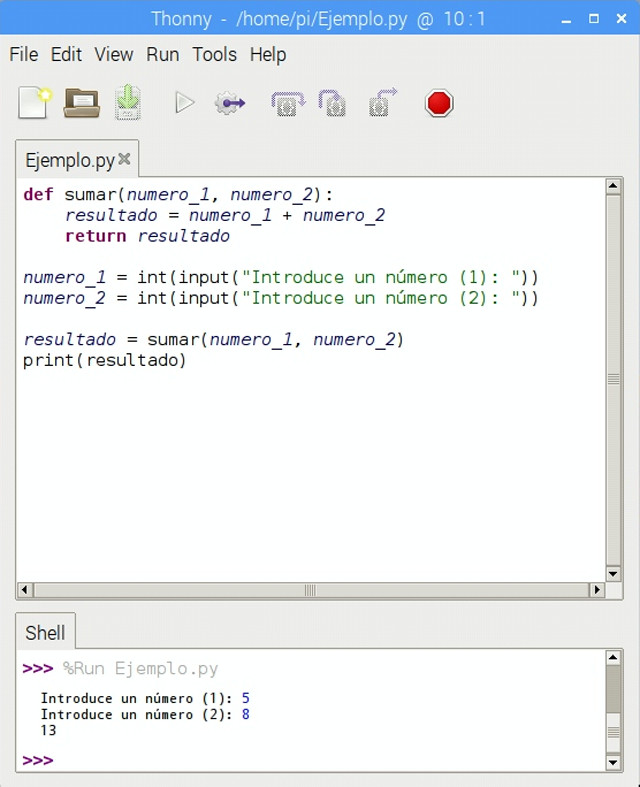 Thonny - /home/pi/Ejemplo.py @ 10:1
File Edit View Run Tools Help
Ejemplo.py
def sumar(numero_1, numero_2):
    resultado = numero_1 + numero_2
    return resultado
numero_1 = int(input("Introduce un número (1): "))
numero_2 = int(input("Introduce un número (2): "))
resultado = sumar(numero_1, numero_2)
print(resultado)
Shell
>>> %Run Ejemplo.py
Introduce un número (1): 5
Introduce un número (2): 8
13
>>>